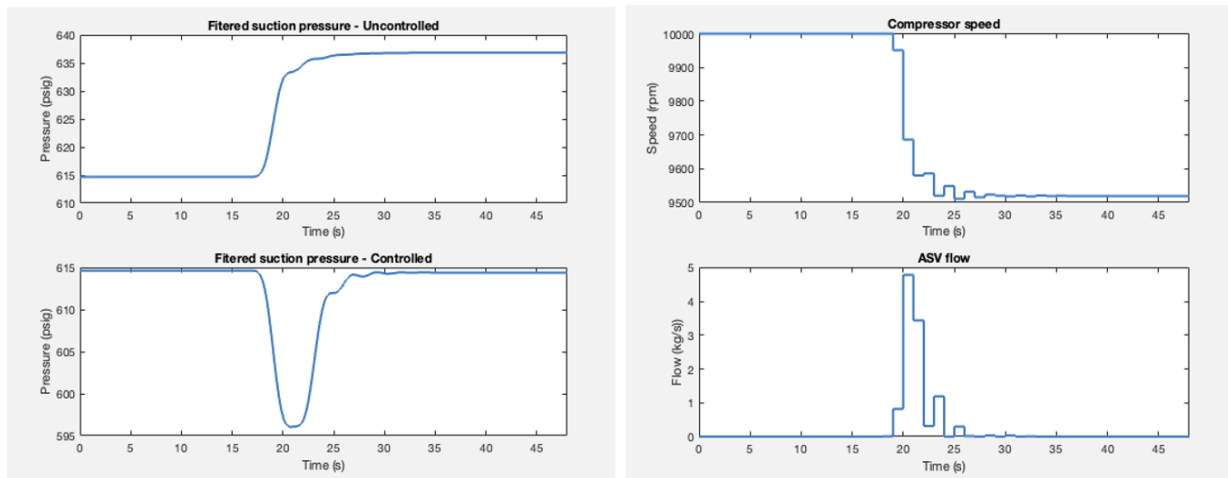 Fitered suction pressure - Uncontrolled
640
635
630
625
620
615
610
Pressure (psig)
0 5 10 15 20 25 30 35 40 45
Time (s)
Fitered suction pressure - Controlled
615
610
605
600
595
Pressure (psig)
0 5 10 15 20 25 30 35 40 45
Time (s)
Compressor speed
10000
9900
9800
9700
9600
9500
Speed (rpm)
0 5 10 15 20 25 30 35 40 45
Time (s)
ASV flow
5
4
3
2
1
0
Flow (kg/s))
0 5 10 15 20 25 30 35 40 45
Time (s)